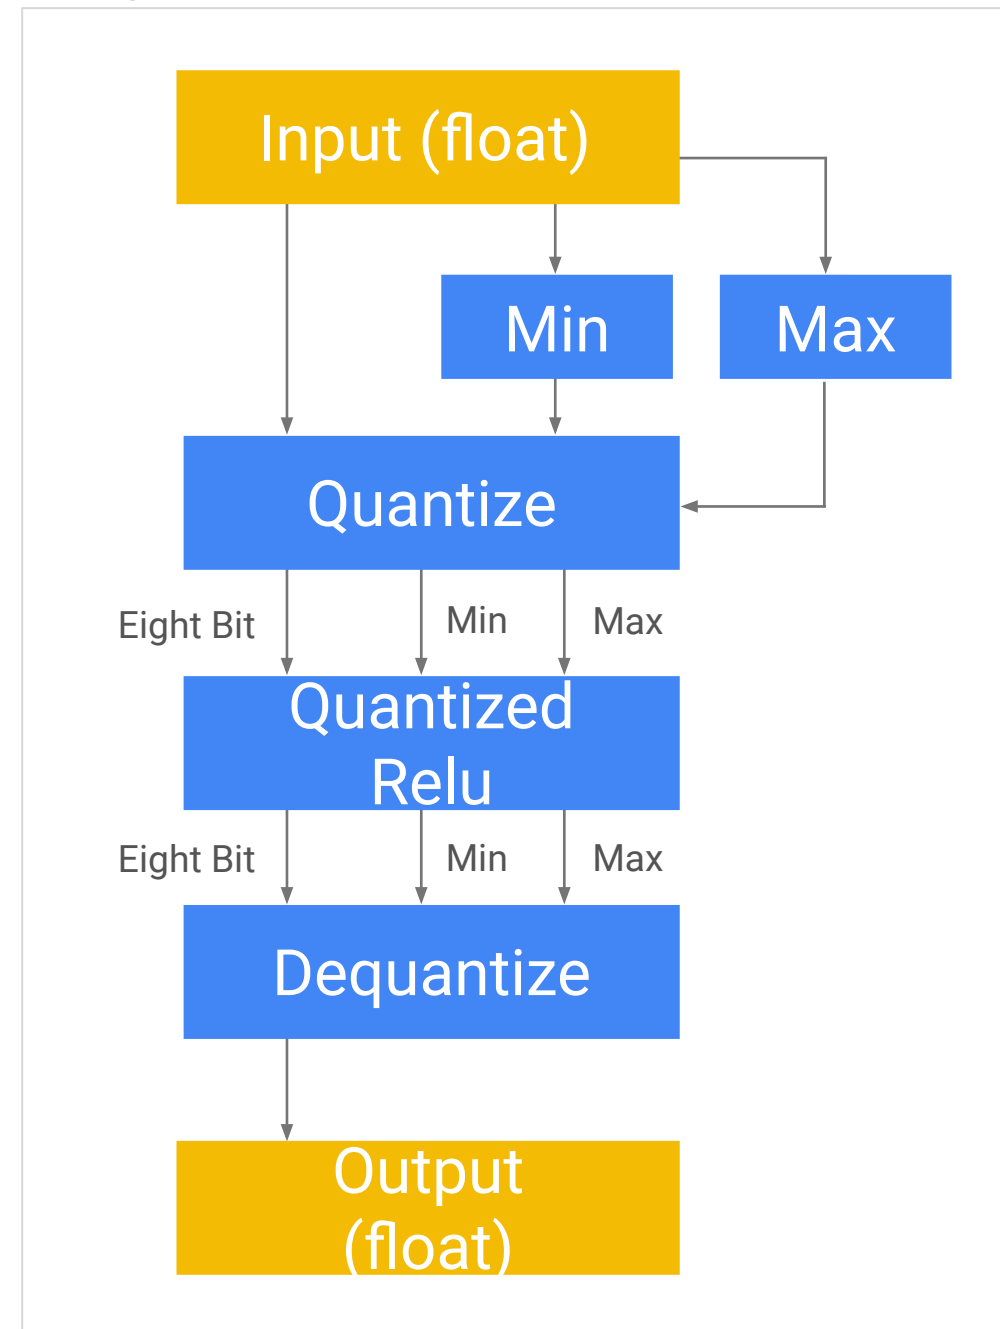 Input (float)
Min
Max
Quantize
Eight Bit
Min
Max
Quantized
Relu
Eight Bit
Min
Max
Dequantize
Output
(float)